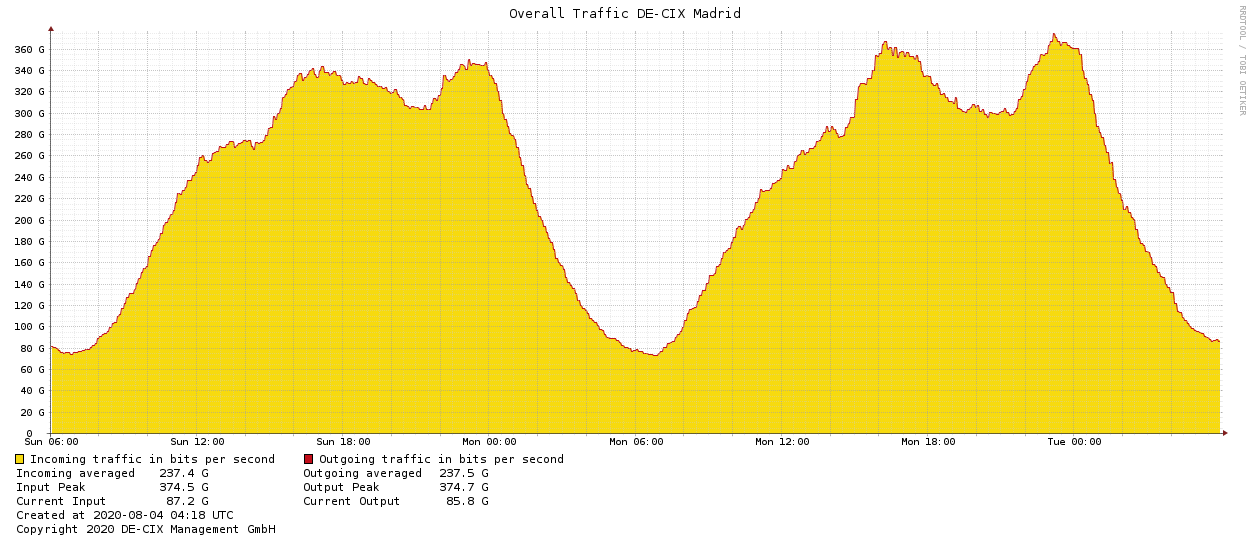 Overall Traffic DE-CIX Madrid
RRDTOOL / TOBI OETIKER
360 G
340 G
320 G
300 G
280 G
260 G
240 G
220 G
200 G
180 G
160 G
140 G
120 G
100 G
80 G
60 G
40 G
20 G
0
Sun 06:00 Sun 12:00 Sun 18:00 Mon 00:00 Mon 06:00 Mon 12:00 Mon 18:00 Tue 00:00
Incoming traffic in bits per second Outgoing traffic in bits per second
Incoming averaged 237.4 G Outgoing averaged 237.5 G
Input Peak 374.5 G Output Peak 374.7 G
Current Input 87.2 G Current Output 85.8 G
Created at 2020-08-04 04:18 UTC
Copyright 2020 DE-CIX Management GmbH